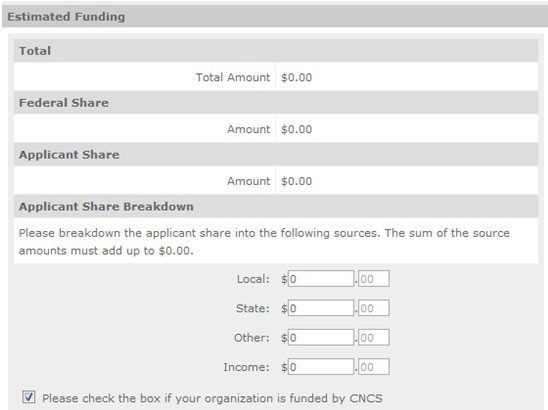 Estimated Funding
Total
Total Amount $0.00
Federal Share
Amount $0.00
Applicant Share
Amount $0.00
Applicant Share Breakdown
Please breakdown the applicant share into the following sources. The sum of the source
amounts must add up to $0.00.
Local: $0.00
State: $0.00
Other: $0.00
Income: $0.00
Please check the box if your organization is funded by CNCS